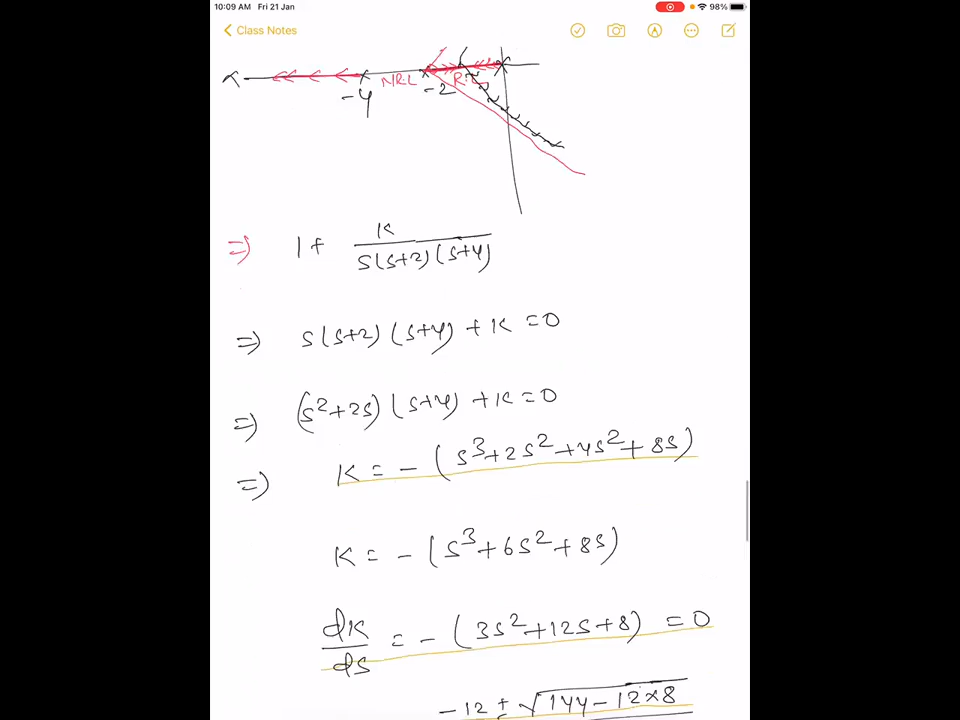 10:09 AM Fri 21 Jan 98%
Class Notes
-4 NRL -2
=) 1+ K / S(S+2)(S+4)
=) S(S+2)(S+4) + K = 0
=) (S²+2S)(S+4) + K = 0
=) K = -(S³+2S²+4S²+8S)
K = -(S³+6S²+8S)
dK/dS = -(3S²+12S+8) = 0
-12 ± √144-12×8